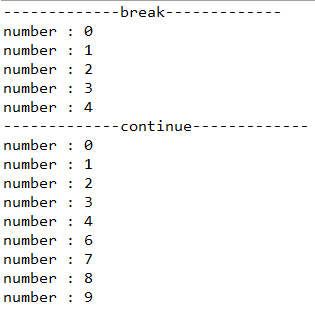 -------------break-------------
number : 0
number : 1
number : 2
number : 3
number : 4
-------------continue-------------
number : 0
number : 1
number : 2
number : 3
number : 4
number : 6
number : 7
number : 8
number : 9